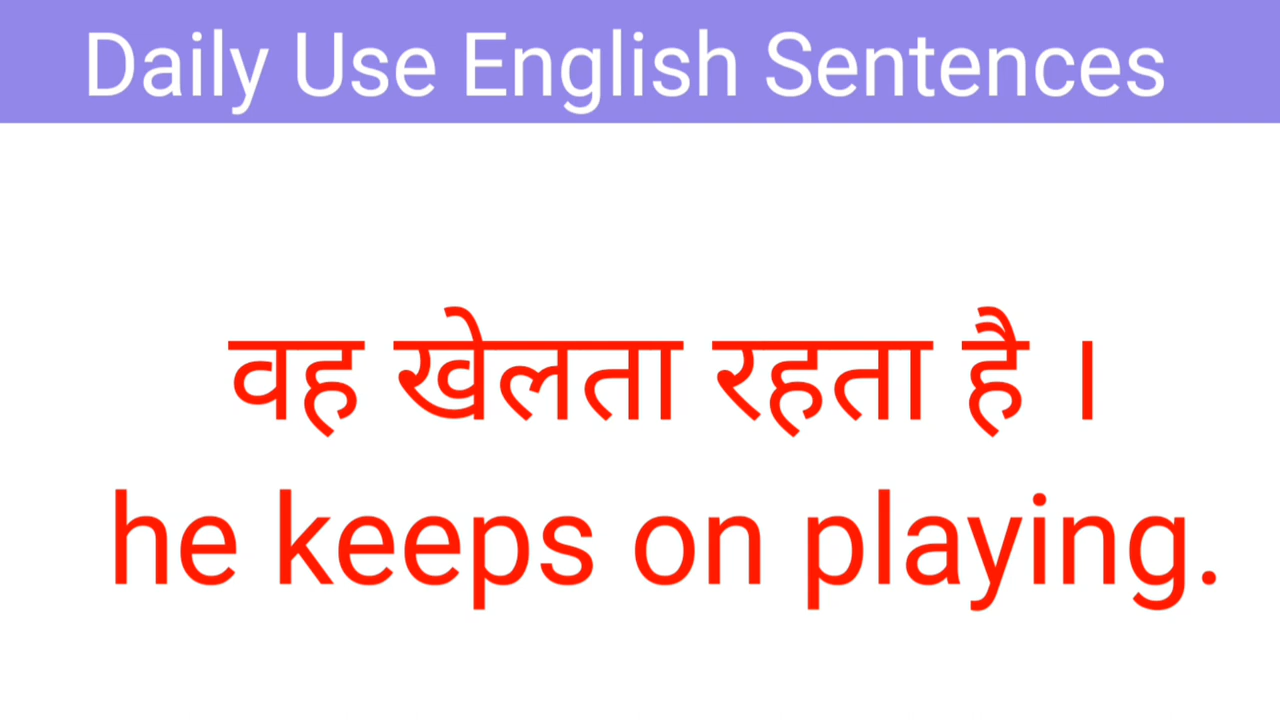 Daily Use English Sentences
वह खेलता रहता है ।
he keeps on playing.